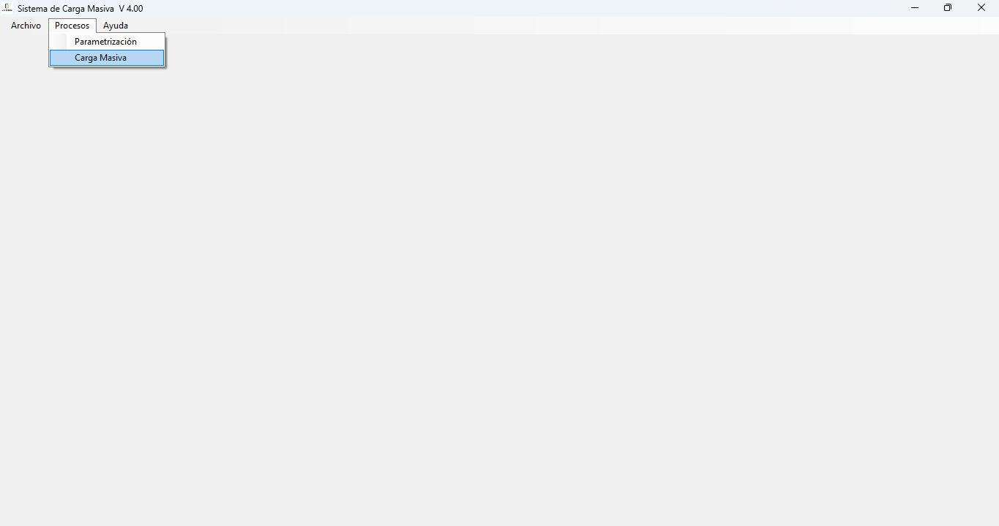 Sistema de Carga Masiva V 4.00
Archivo Procesos Ayuda
Parametrización
Carga Masiva